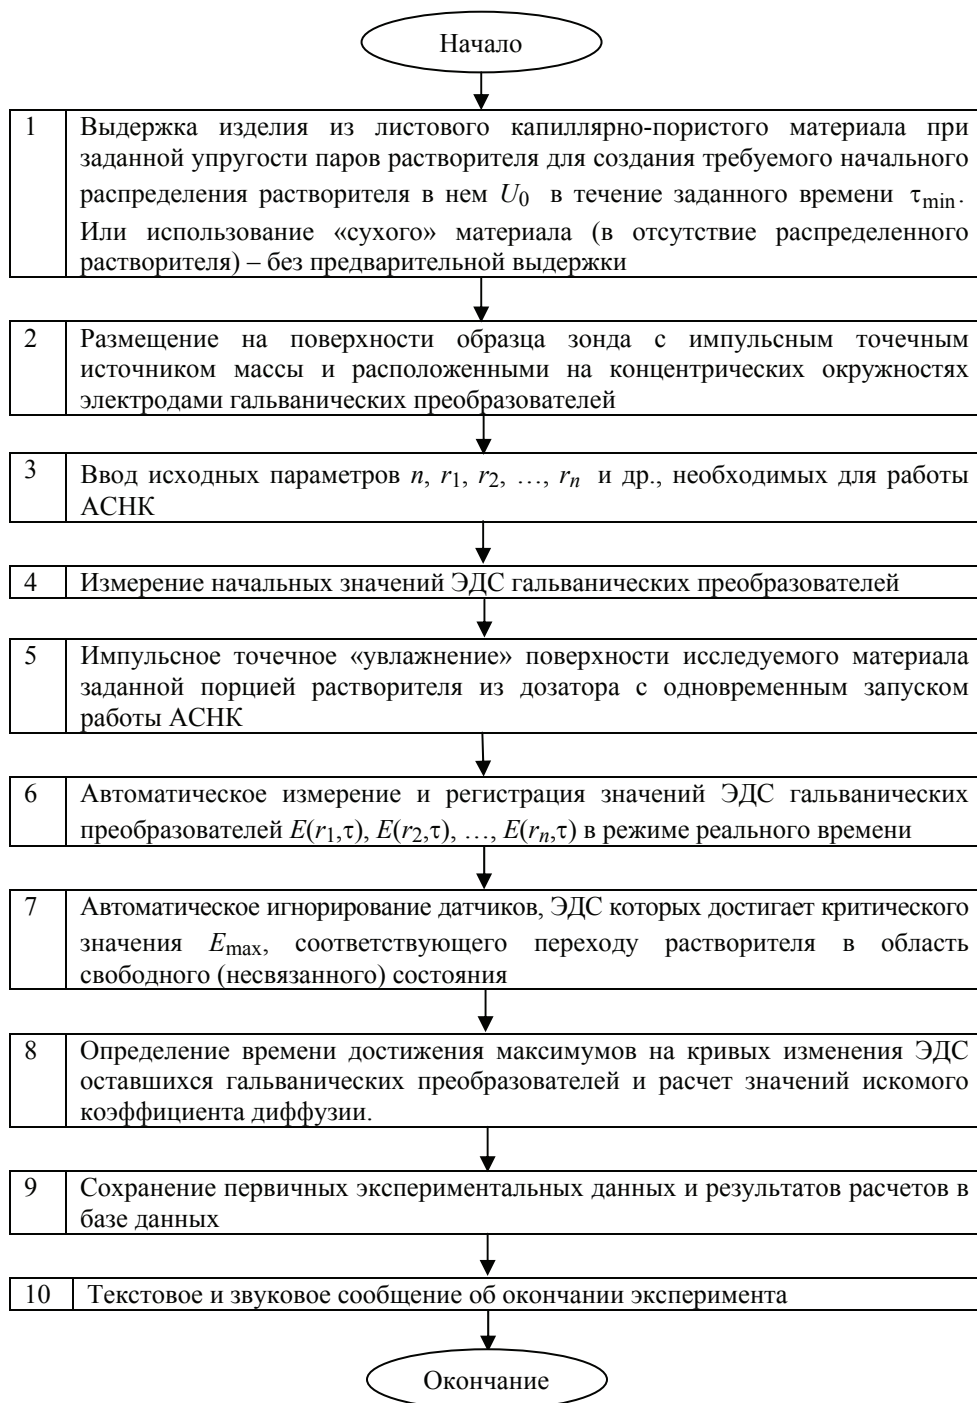 Начало
1 Выдержка изделия из листового капиллярно-пористого материала при
заданной упругости паров растворителя для создания требуемого начального
распределения растворителя в нем U0 в течение заданного времени τmin.
Или использование «сухого» материала (в отсутствие распределенного
растворителя) – без предварительной выдержки
2 Размещение на поверхности образца зонда с импульсным точечным
источником массы и расположенными на концентрических окружностях
электродами гальванических преобразователей
3 Ввод исходных параметров n, r1, r2, …, rn и др., необходимых для работы
АСНК
4 Измерение начальных значений ЭДС гальванических преобразователей
5 Импульсное точечное «увлажнение» поверхности исследуемого материала
заданной порцией растворителя из дозатора с одновременным запуском
работы АСНК
6 Автоматическое измерение и регистрация значений ЭДС гальванических
преобразователей E(r1,τ), E(r2,τ), …, E(rn,τ) в режиме реального времени
7 Автоматическое игнорирование датчиков, ЭДС которых достигает критического
значения Emax, соответствующего переходу растворителя в область
свободного (несвязанного) состояния
8 Определение времени достижения максимумов на кривых изменения ЭДС
оставшихся гальванических преобразователей и расчет значений искомого
коэффициента диффузии.
9 Сохранение первичных экспериментальных данных и результатов расчетов в
базе данных
10 Текстовое и звуковое сообщение об окончании эксперимента
Окончание